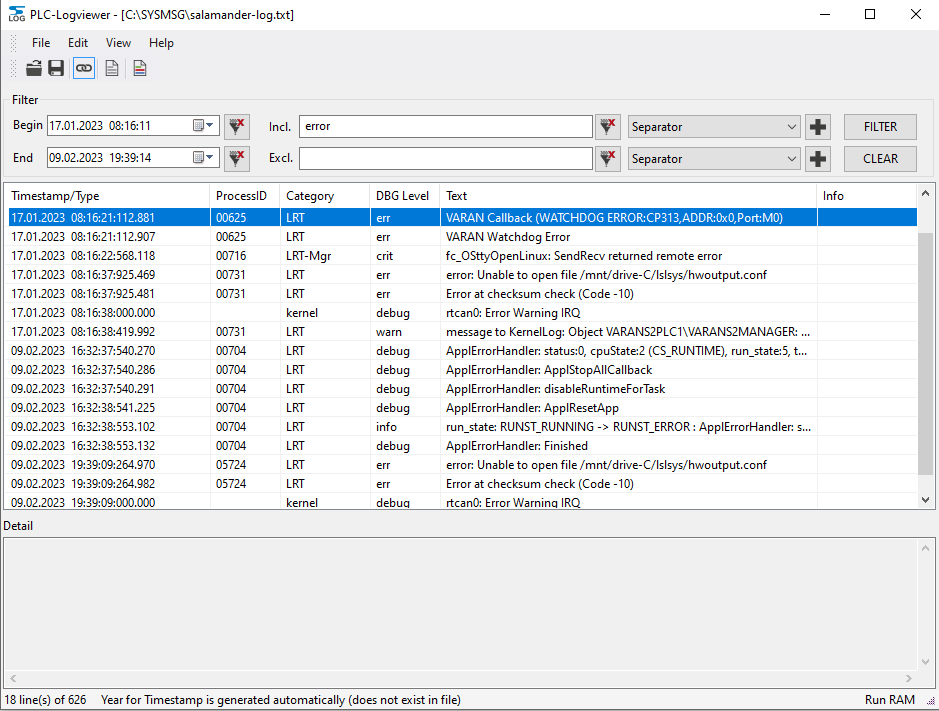 LOG PLC-Logviewer - [C:\SYSMSG\salamander-log.txt]
File Edit View Help
Filter
Begin 17.01.2023 08:16:11 Incl. error Separator FILTER
End 09.02.2023 19:39:14 Excl. Separator CLEAR
Timestamp/Type ProcessID Category DBG Level Text Info
17.01.2023 08:16:21:112.881 00625 LRT err VARAN Callback (WATCHDOG ERROR:CP313,ADDR:0x0,Port:M0)
17.01.2023 08:16:21:112.907 00625 LRT err VARAN Watchdog Error
17.01.2023 08:16:22:568.118 00716 LRT-Mgr crit fc_OSttyOpenLinux: SendRecv returned remote error
17.01.2023 08:16:37:925.469 00731 LRT err error: Unable to open file /mnt/drive-C/lslsys/hwoutput.conf
17.01.2023 08:16:37:925.481 00731 LRT err Error at checksum check (Code -10)
17.01.2023 08:16:38:000.000 kernel debug rtcan0: Error Warning IRQ
17.01.2023 08:16:38:419.992 00731 LRT warn message to KernelLog: Object VARANS2PLC1\VARANS2MANAGER: ...
09.02.2023 16:32:37:540.270 00704 LRT debug ApplErrorHandler: status:0, cpuState:2 (CS_RUNTIME), run_state:5, t...
09.02.2023 16:32:37:540.286 00704 LRT debug ApplErrorHandler: ApplStopAllCallback
09.02.2023 16:32:37:540.291 00704 LRT debug ApplErrorHandler: disableRuntimeForTask
09.02.2023 16:32:38:541.225 00704 LRT debug ApplErrorHandler: ApplResetApp
09.02.2023 16:32:38:553.102 00704 LRT info run_state: RUNST_RUNNING -> RUNST_ERROR : ApplErrorHandler: s...
09.02.2023 16:32:38:553.132 00704 LRT debug ApplErrorHandler: Finished
09.02.2023 19:39:09:264.970 05724 LRT err error: Unable to open file /mnt/drive-C/lslsys/hwoutput.conf
09.02.2023 19:39:09:264.982 05724 LRT err Error at checksum check (Code -10)
09.02.2023 19:39:09:000.000 kernel debug rtcan0: Error Warning IRQ
Detail
18 line(s) of 626 Year for Timestamp is generated automatically (does not exist in file) Run RAM